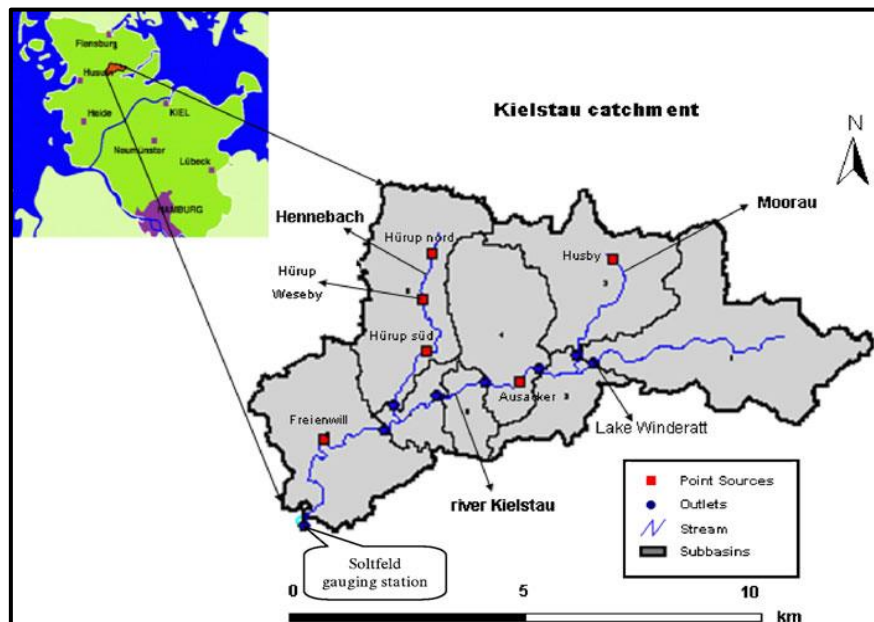 Flensburg
Husum
Heide
KIEL
Neumünster
Lübeck
HAMBURG
Kielstau catchment
N
Hennebach
Moorau
Hürup nord
Husby
Hürup
Weseby
Hürup süd
Ausacker
Freienwill
Lake Winderatt
river Kielstau
Soltfeld
gauging station
Point Sources
Outlets
Stream
Subbasins
0 5 10
km